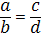 a/b = c/d